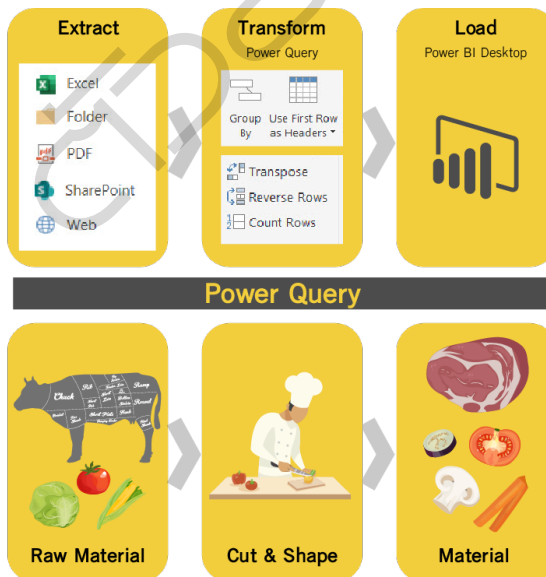 Extract
Excel
Folder
PDF
SharePoint
Web
Transform
Power Query
Group By
Use First Row
as Headers
Transpose
Reverse Rows
Count Rows
Load
Power BI Desktop
Power Query
Chuck
Rib
Rump
Round
Raw Material
Cut & Shape
Material